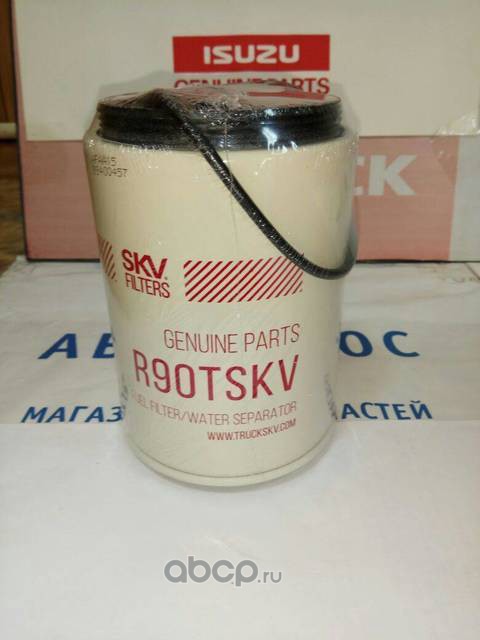 ISUZU
GENUINE PARTS
CK
SKV
FILTERS
GENUINE PARTS
R90TSKV
FUEL FILTER/WATER SEPARATOR
WWW.TRUCKSKV.COM
АВ ОС
МАГАЗ ЧАСТЕЙ
abcp.ru